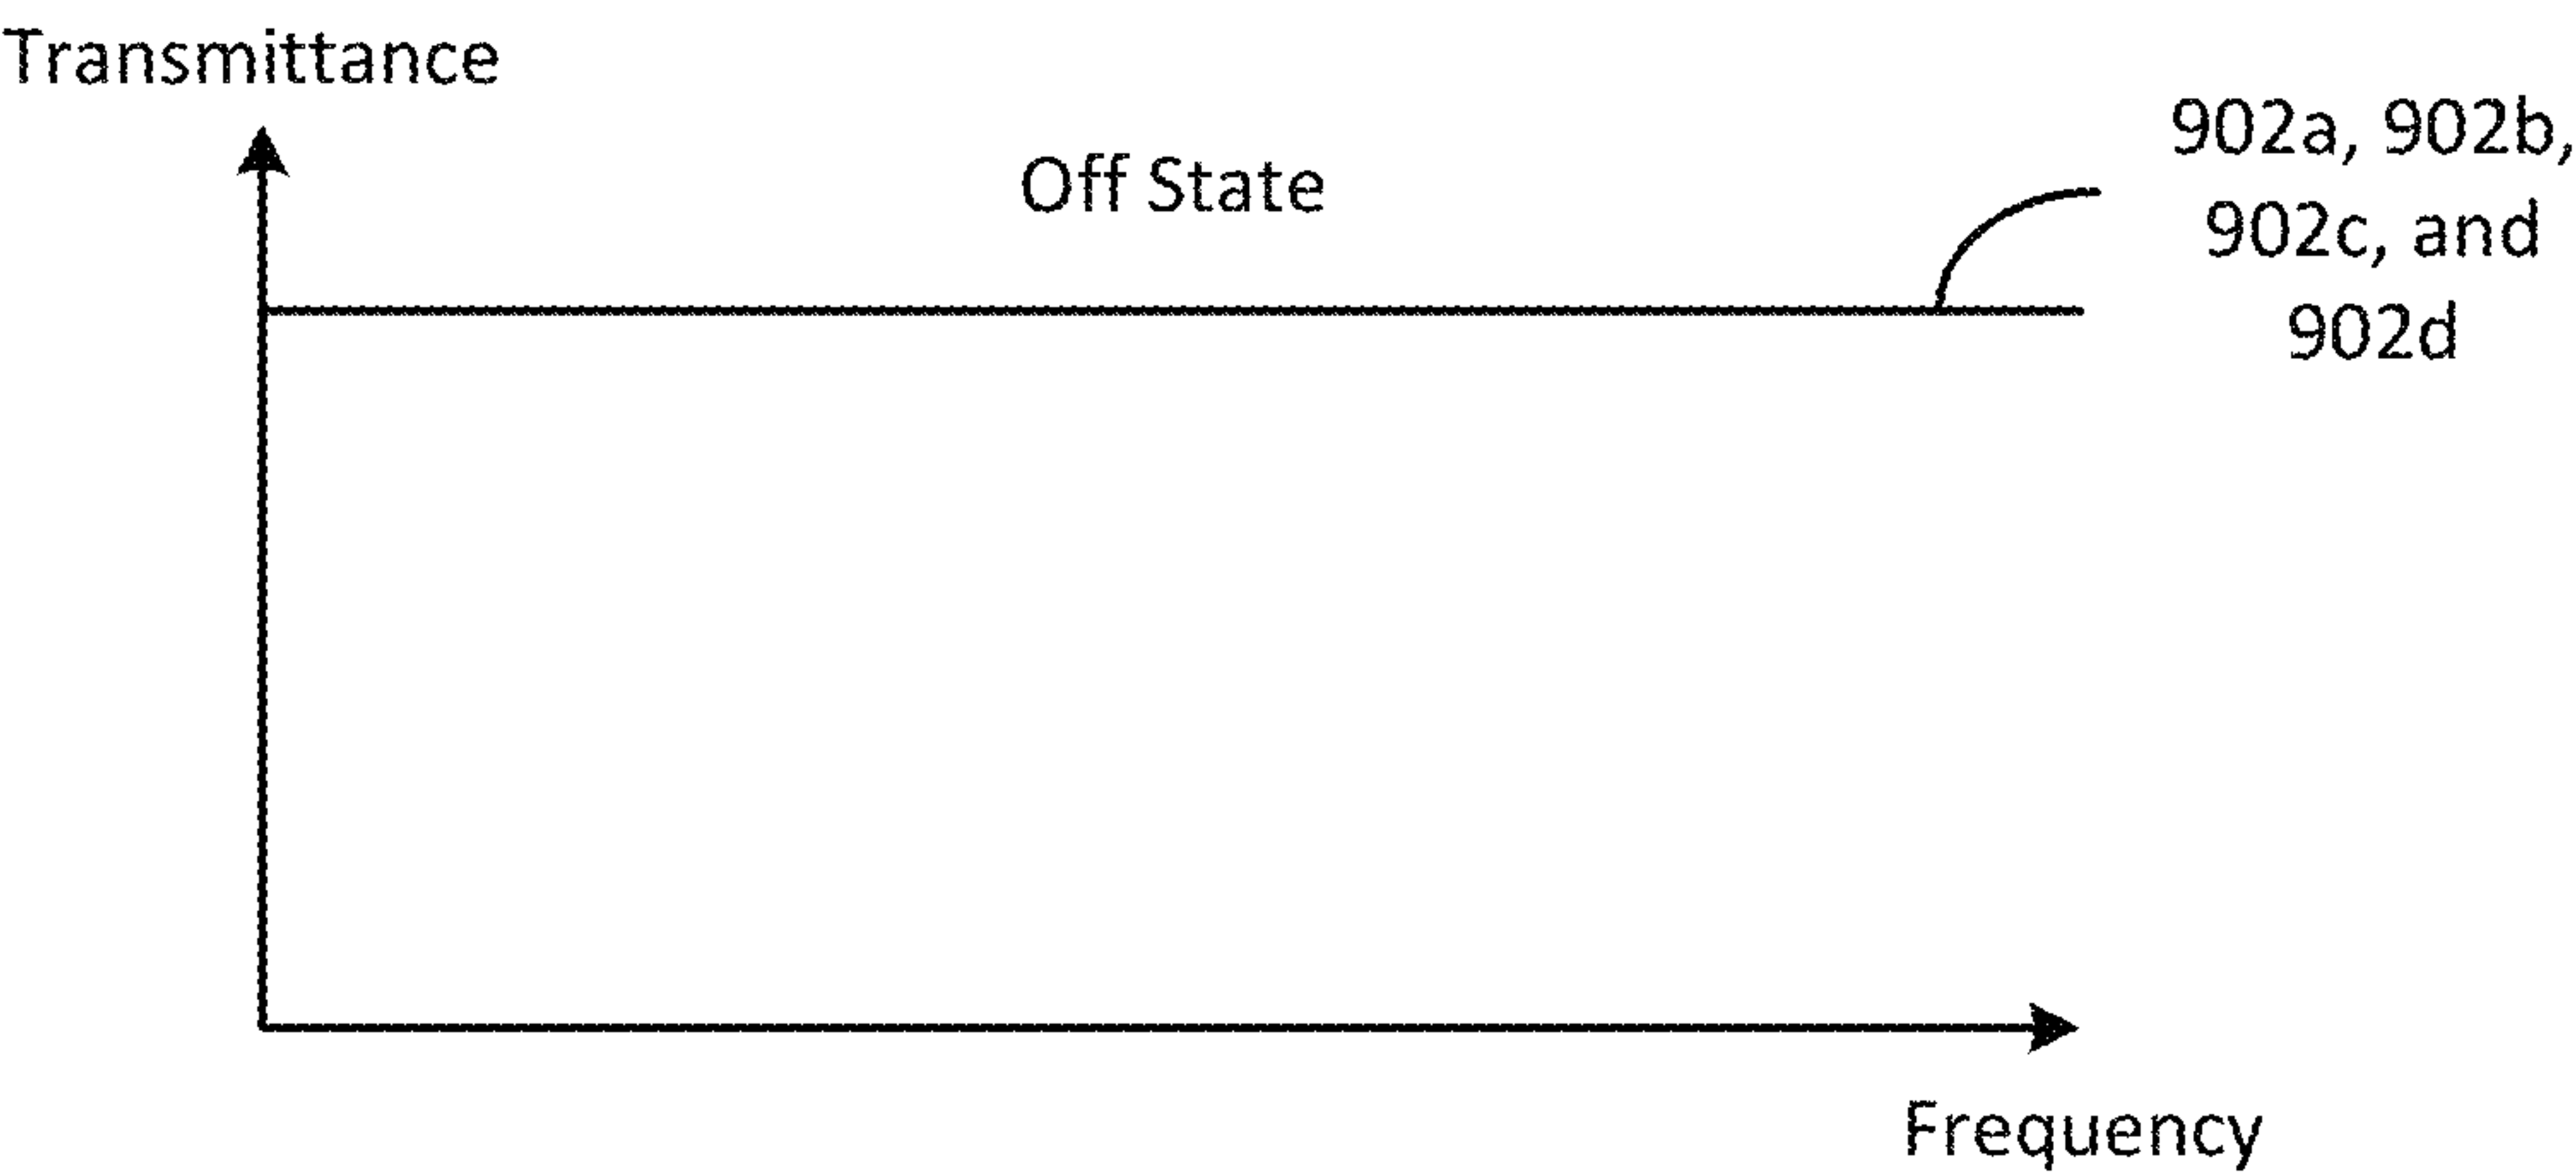 Transmittance
Off State
902a, 902b,
902c, and
902d
Frequency